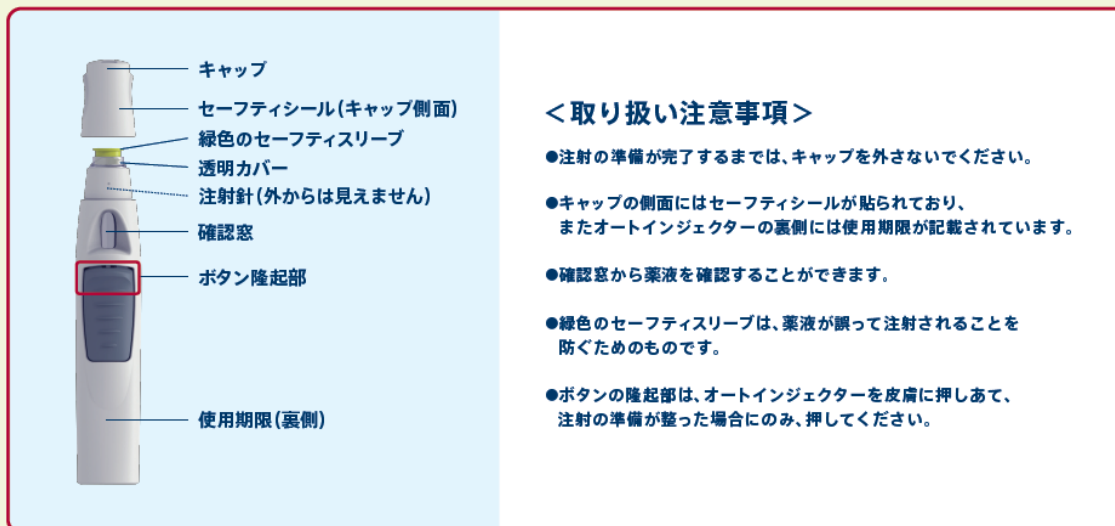 キャップ
セーフティシール(キャップ側面)
緑色のセーフティスリーブ
透明カバー
注射針(外からは見えません)
確認窓
ボタン隆起部
使用期限(裏側)
＜取り扱い注意事項＞
●注射の準備が完了するまでは、キャップを外さないでください。
●キャップの側面にはセーフティシールが貼られており、
またオートインジェクターの裏側には使用期限が記載されています。
●確認窓から薬液を確認することができます。
●緑色のセーフティスリーブは、薬液が誤って注射されることを
防ぐためのものです。
●ボタンの隆起部は、オートインジェクターを皮膚に押しあて、
注射の準備が整った場合にのみ、押してください。